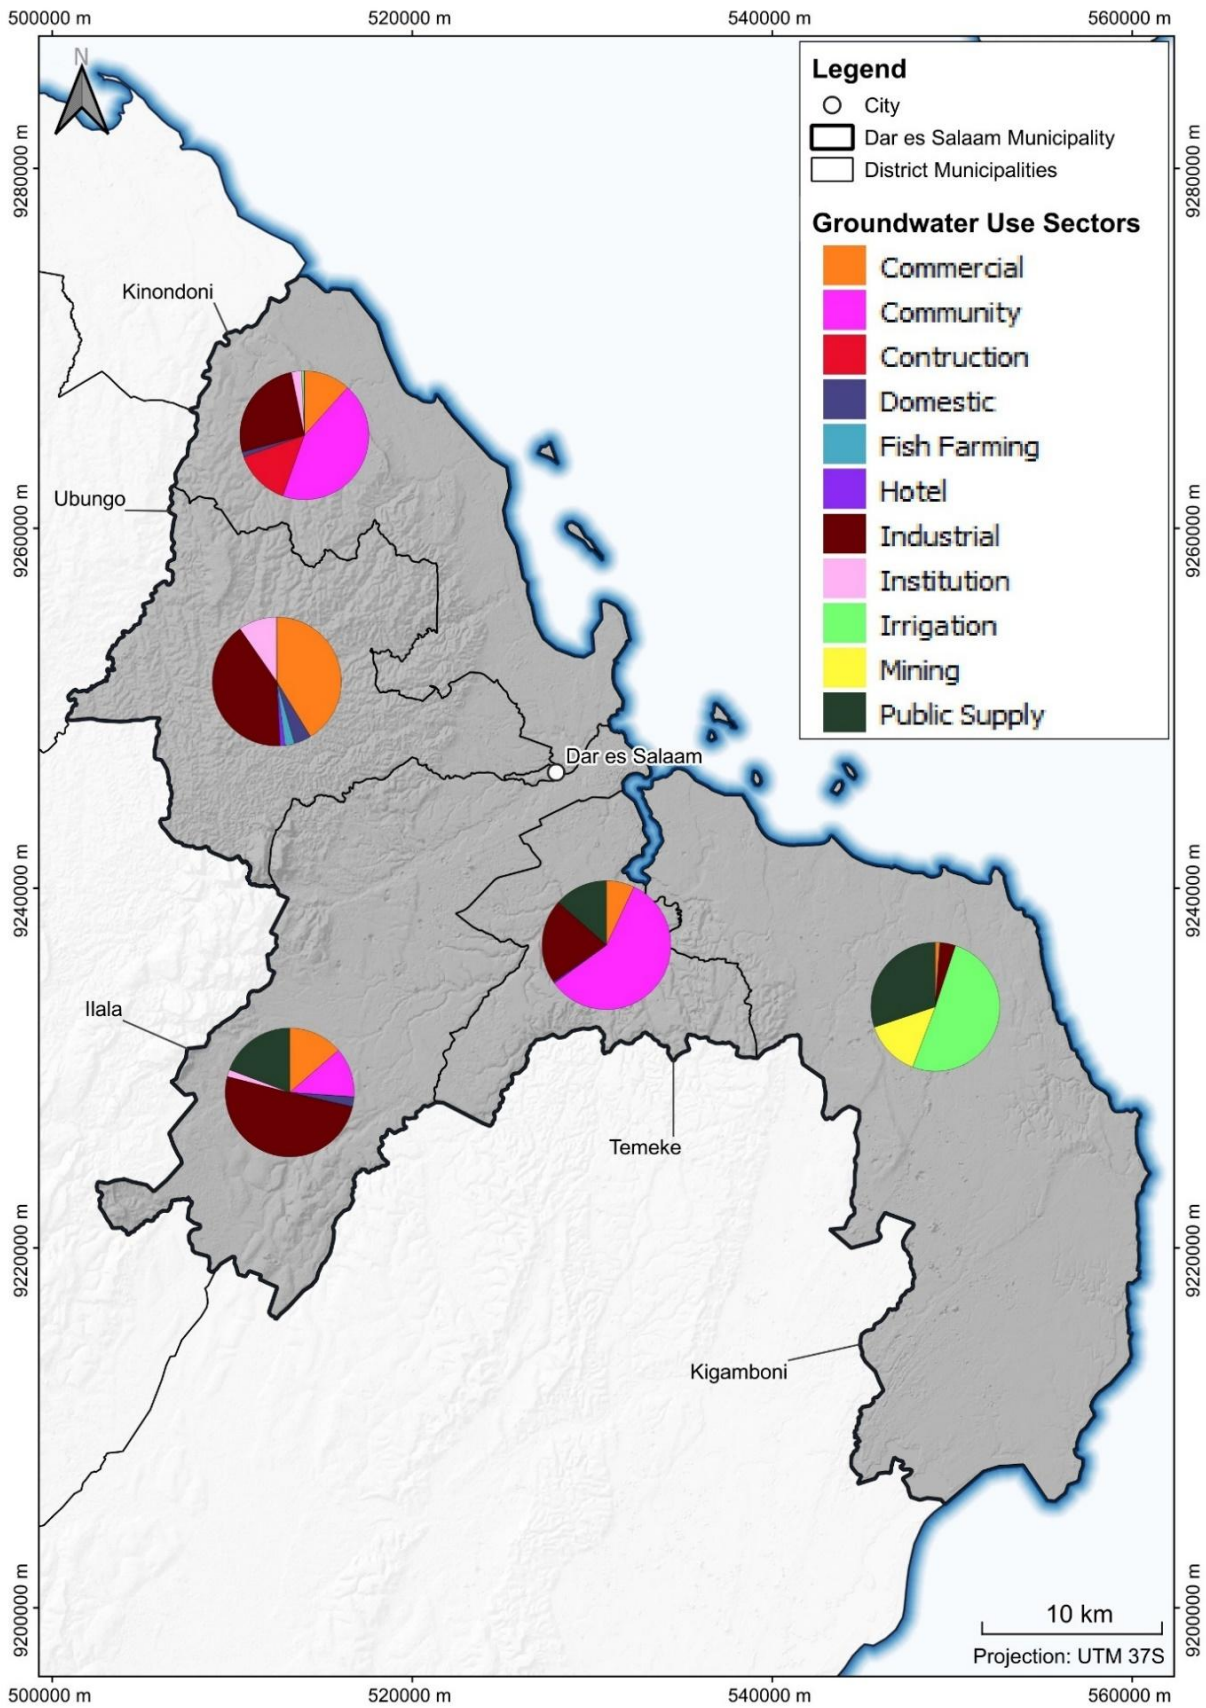 500000 m
520000 m
540000 m
560000 m
N
Legend
City
Dar es Salaam Municipality
District Municipalities
Groundwater Use Sectors
Commercial
Community
Contruction
Domestic
Fish Farming
Hotel
Industrial
Institution
Irrigation
Mining
Public Supply
9280000 m
9280000 m
Kinondoni
Ubungo
9260000 m
9260000 m
Dar es Salaam
9240000 m
9240000 m
Ilala
Temeke
9220000 m
9220000 m
Kigamboni
9200000 m
9200000 m
10 km
Projection: UTM 37S
500000 m
520000 m
540000 m
560000 m